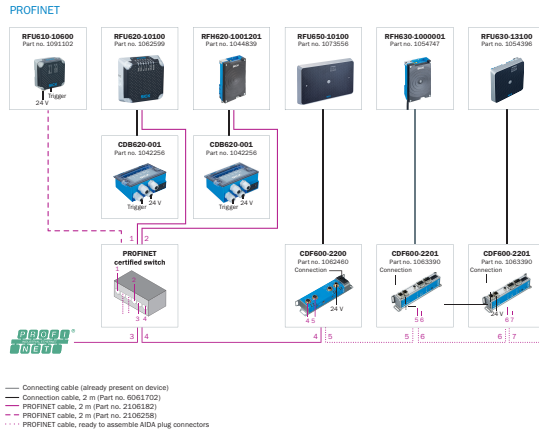 PROFINET
RFU610-10600
Part no. 1091102
Trigger
24 V
RFU620-10100
Part no. 1062599
RFH620-1001201
Part no. 1044839
RFU650-10100
Part no. 1073556
RFH630-1000001
Part no. 1054747
RFU630-13100
Part no. 1054396
CDB620-001
Part no. 1042256
24 V
Trigger
CDB620-001
Part no. 1042256
24 V
Trigger
1 2
PROFINET
certified switch
1
2
3 4
CDF600-2200
Part no. 1062460
Connection
24 V
4 5
CDF600-2201
Part no. 1063390
Connection
5 6
CDF600-2201
Part no. 1063390
Connection
24 V
6 7
PROFI
NET
3 4
4 5
5 6
6 7
Connecting cable (already present on device)
Connection cable, 2 m (Part no. 6061702)
PROFINET cable, 2 m (Part no. 2106182)
PROFINET cable, 2 m (Part no. 2106258)
PROFINET cable, ready to assemble AIDA plug connectors